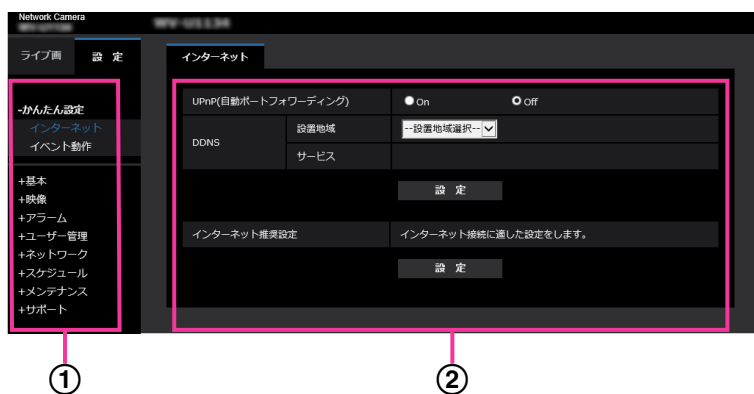 Network Camera
ライブ画
設 定
インターネット
-かんたん設定
インターネット
イベント動作
+基本
+映像
+アラーム
+ユーザー管理
+ネットワーク
+スケジュール
+メンテナンス
+サポート
UPnP(自動ポートフォワーディング)
On
Off
DDNS
設置地域
--設置地域選択--
サービス
設 定
インターネット推奨設定
インターネット接続に適した設定をします。
設 定
①
②